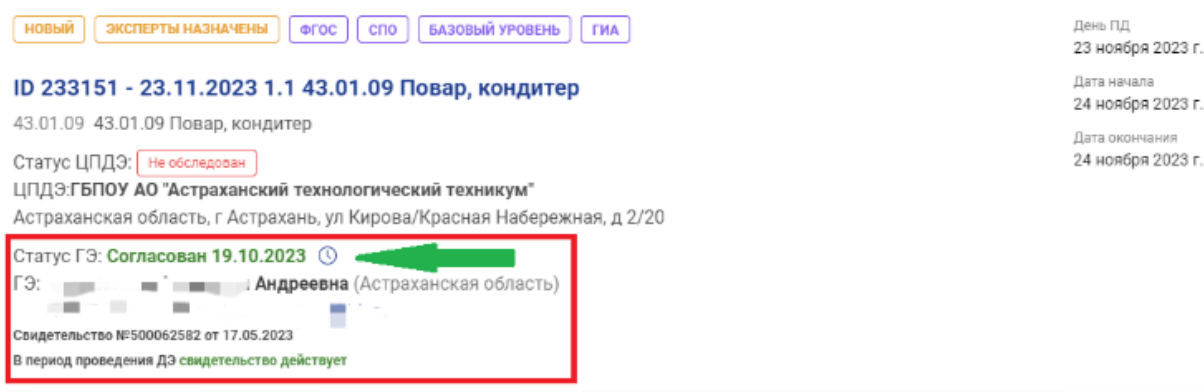 НОВЫЙ ЭКСПЕРТЫ НАЗНАЧЕНЫ ФГОС СПО БАЗОВЫЙ УРОВЕНЬ ГИА
ID 233151 - 23.11.2023 1.1 43.01.09 Повар, кондитер
43.01.09 43.01.09 Повар, кондитер
Статус ЦПДЭ: Не обследован
ЦПДЭ:ГБПОУ АО "Астраханский технологический техникум"
Астраханская область, г Астрахань, ул Кирова/Красная Набережная, д 2/20
Статус ГЭ: Согласован 19.10.2023
ГЭ: Андреевна (Астраханская область)
Свидетельство №500062582 от 17.05.2023
В период проведения ДЭ свидетельство действует
День ПД
23 ноября 2023 г.
Дата начала
24 ноября 2023 г.
Дата окончания
24 ноября 2023 г.